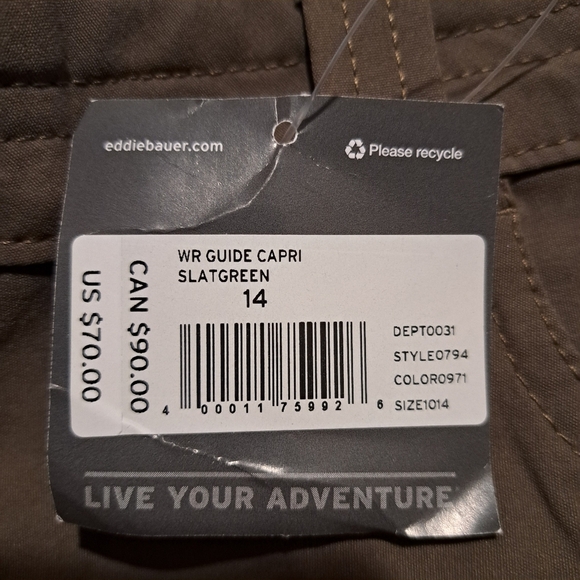 eddiebauer.com
Please recycle
WR GUIDE CAPRI
SLATGREEN
14
CAN $90.00
US $70.00
DEPT0031
STYLE0794
COLOR0971
SIZE1014
4 00011 75992 6
LIVE YOUR ADVENTURE